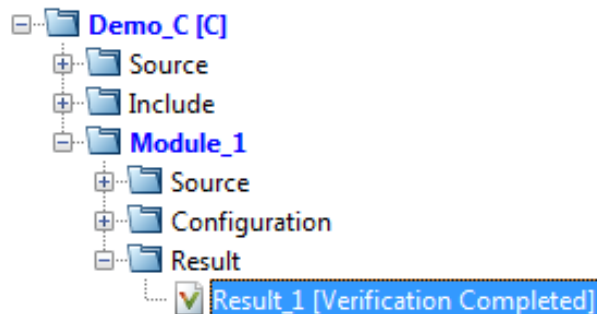 Demo_C [C]
Source
Include
Module_1
Source
Configuration
Result
Result_1 [Verification Completed]